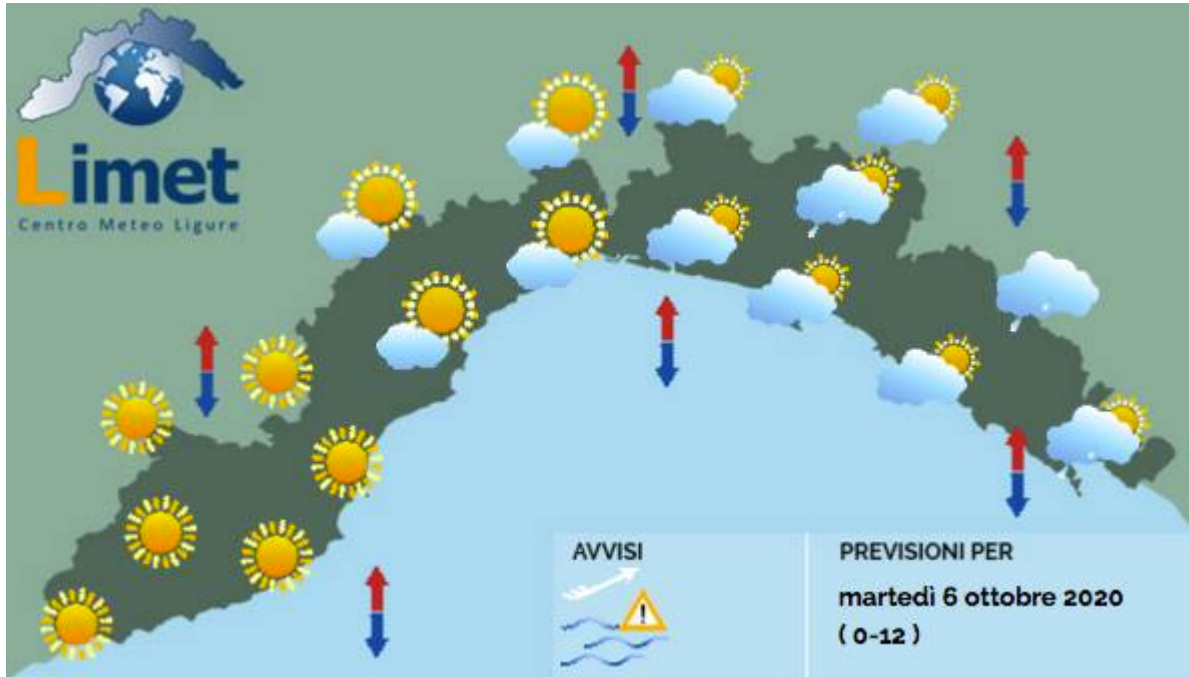 Limet
Centro Meteo Ligure
AVVISI
PREVISIONI PER
martedì 6 ottobre 2020
( 0-12 )